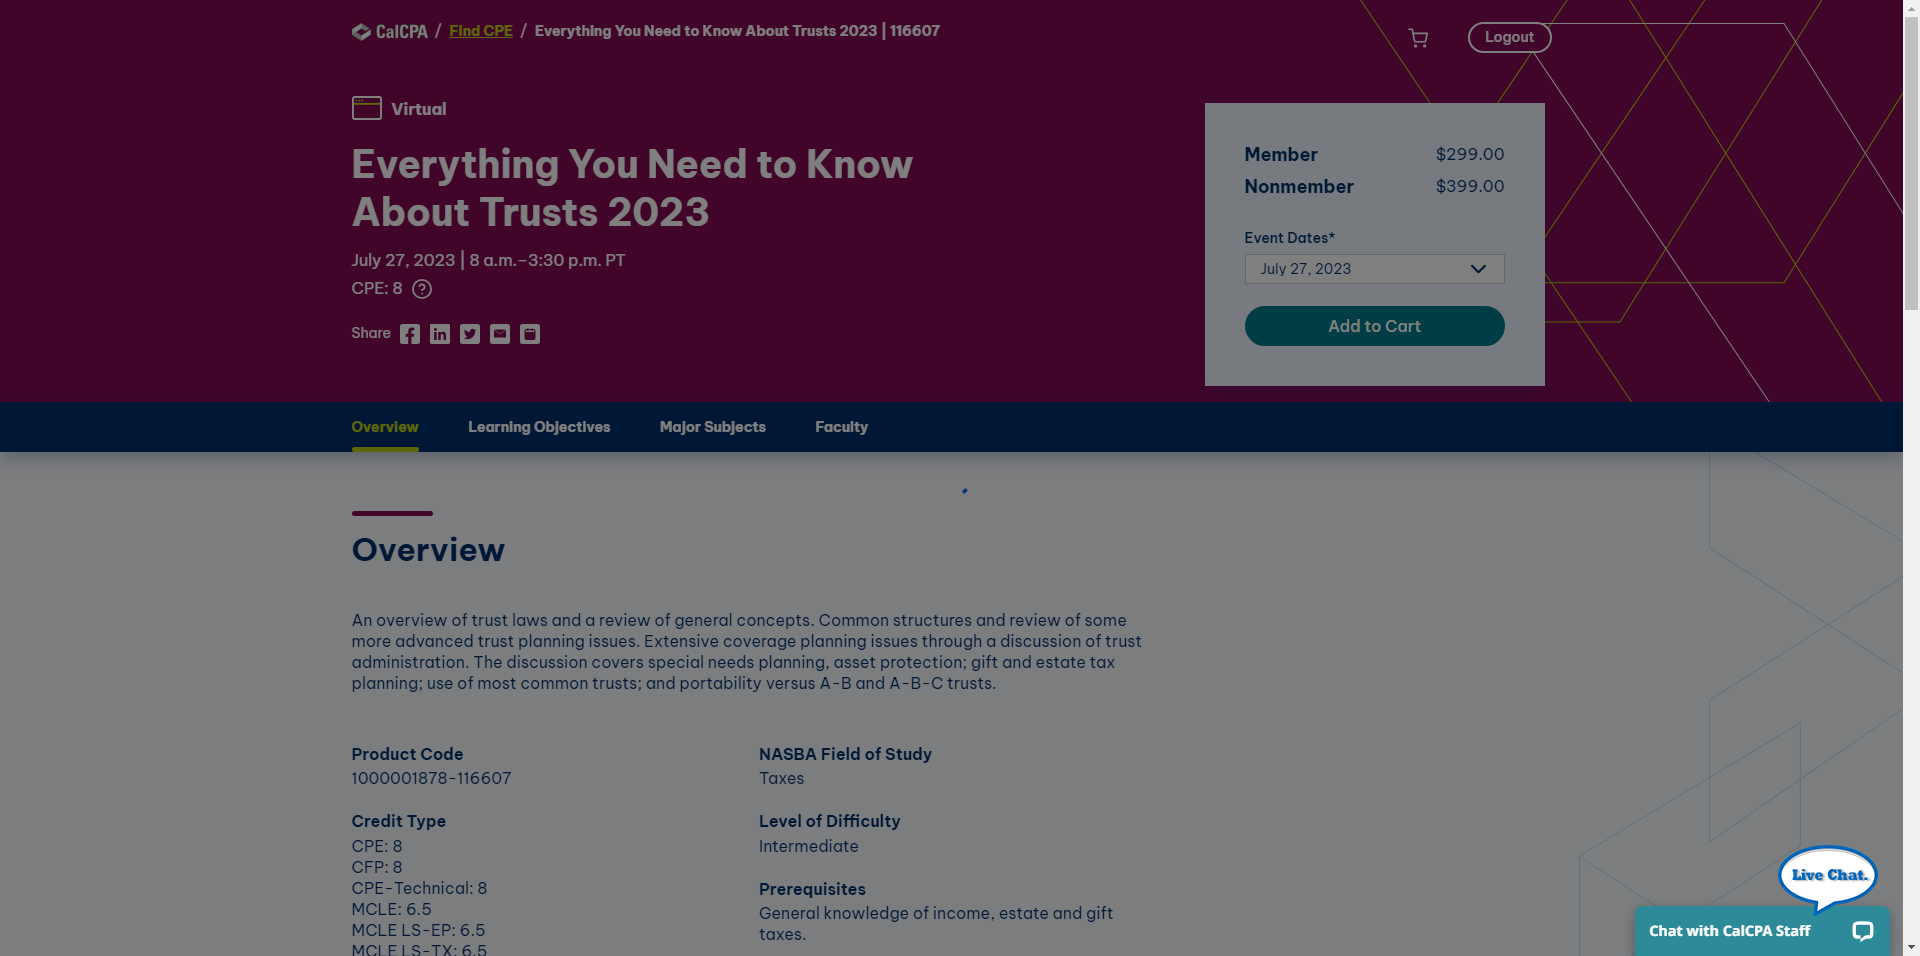 CalCPA / Find CPE / Everything You Need to Know About Trusts 2023 | 116607
Logout
Virtual
Everything You Need to Know
About Trusts 2023
July 27, 2023 | 8 a.m.–3:30 p.m. PT
CPE: 8
Share
Member $299.00
Nonmember $399.00
Event Dates*
July 27, 2023
Add to Cart
Overview Learning Objectives Major Subjects Faculty
Overview
An overview of trust laws and a review of general concepts. Common structures and review of some
more advanced trust planning issues. Extensive coverage planning issues through a discussion of trust
administration. The discussion covers special needs planning, asset protection; gift and estate tax
planning; use of most common trusts; and portability versus A-B and A-B-C trusts.
Product Code
1000001878-116607
Credit Type
CPE: 8
CFP: 8
CPE-Technical: 8
MCLE: 6.5
MCLE LS-EP: 6.5
MCLE LS-TX: 6.5
NASBA Field of Study
Taxes
Level of Difficulty
Intermediate
Prerequisites
General knowledge of income, estate and gift
taxes.
Live Chat.
Chat with CalCPA Staff